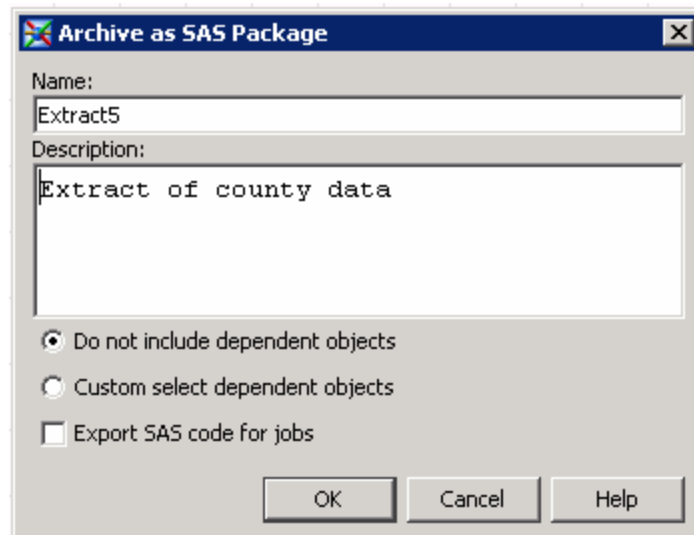 Archive as SAS Package
Name:
Extract5
Description:
Extract of county data
Do not include dependent objects
Custom select dependent objects
Export SAS code for jobs
OK Cancel Help